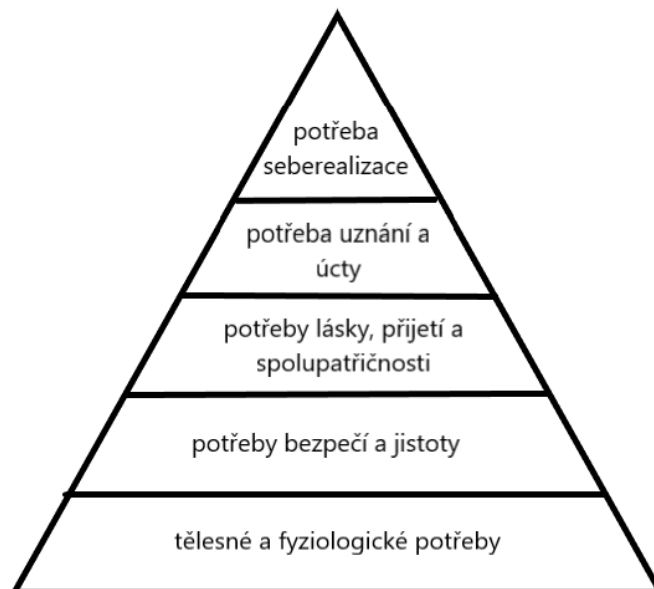 potřeba
seberealizace
potřeba uznání a
úcty
potřeby lásky, přijetí a
spolupatřičnosti
potřeby bezpečí a jistoty
tělesné a fyziologické potřeby